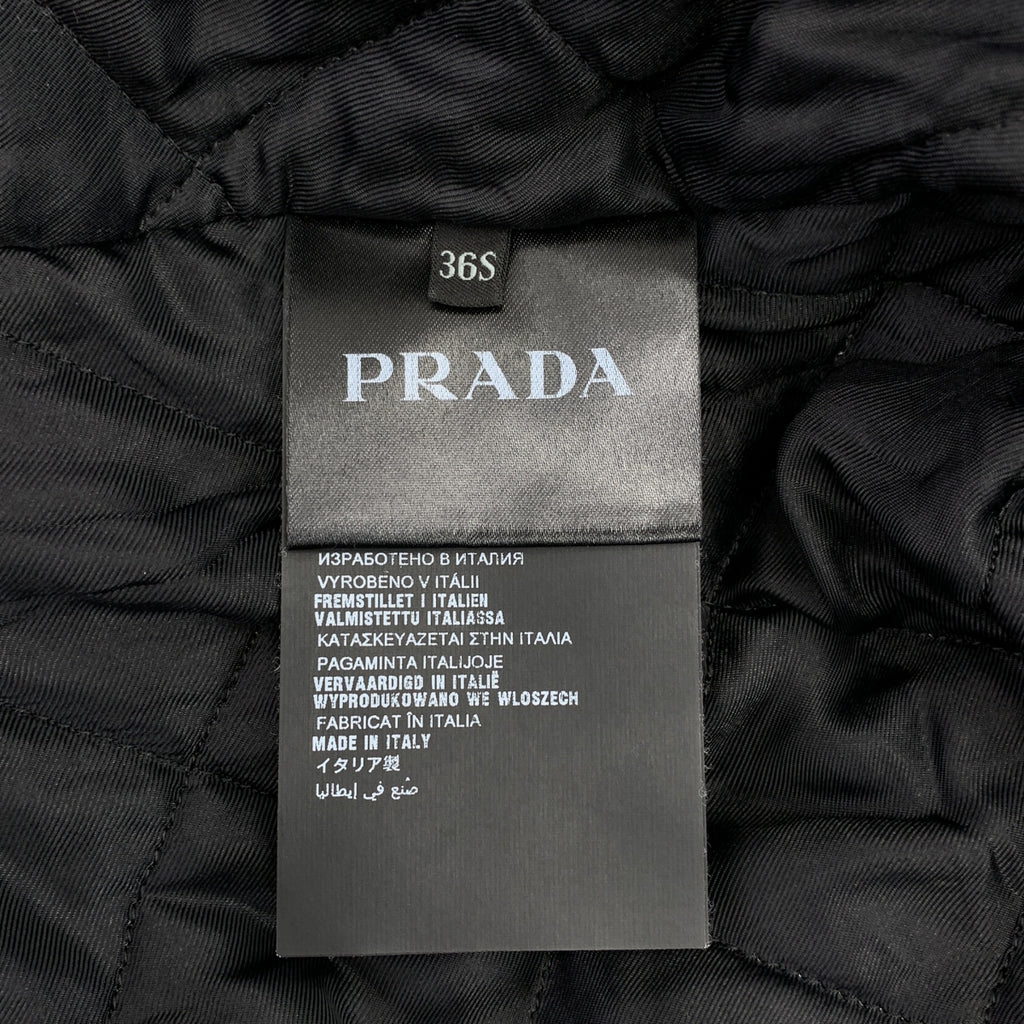 36S
PRADA
ИЗРАБОТЕНО В ИТАЛИЯ
VYROBENO V ITÁLII
FREMSTILLET I ITALIEN
VALMISTETTU ITALIASSA
ΚΑΤΑΣΚΕΥΑΖΕΤΑΙ ΣΤΗΝ ΙΤΑΛΙΑ
PAGAMINTA ITALIJOJE
VERVAARDIGD IN ITALIË
WYPRODUKOWANO WE WLOSZECH
FABRICAT ÎN ITALIA
MADE IN ITALY
イタリア製
صُنع في إيطاليا